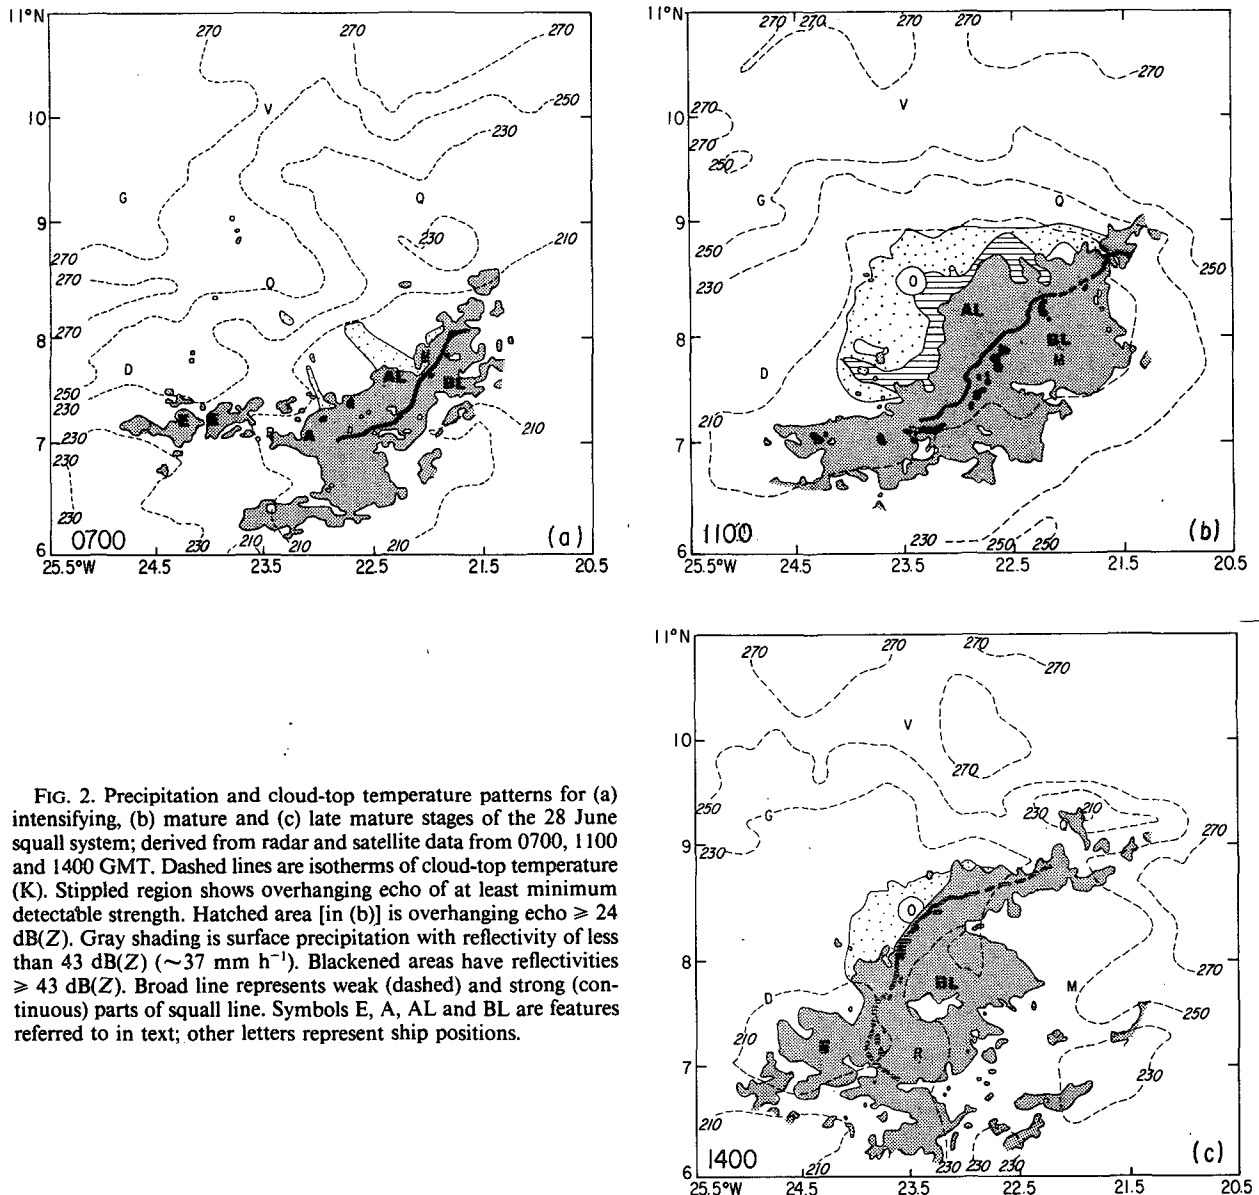 11°N
270
270
270
250
V
10
230
G
Q
9
230
210
270
270
O
270
8
AL
BL
D
250
230
E
A
7
230
230
210
230
6
0700
230
210
210
210
(a)
25.5°W
24.5
23.5
22.5
21.5
20.5
11°N
270
270
270
270
V
10
270
270
250
G
Q
9
250
250
230
O
AL
8
BL
M
D
210
7
6
1100
230
250
250
(b)
25.5°W
24.5
23.5
22.5
21.5
20.5
11°N
270
270
270
270
V
10
270
250
G
230
210
Q
270
9
230
O
8
270
BL
M
D
250
210
E
R
7
230
210
6
1400
210
230
230
230
(c)
25.5°W
24.5
23.5
22.5
21.5
20.5
FIG. 2. Precipitation and cloud-top temperature patterns for (a)
intensifying, (b) mature and (c) late mature stages of the 28 June
squall system; derived from radar and satellite data from 0700, 1100
and 1400 GMT. Dashed lines are isotherms of cloud-top temperature
(K). Stippled region shows overhanging echo of at least minimum
detectable strength. Hatched area [in (b)] is overhanging echo ≥ 24
dB(Z). Gray shading is surface precipitation with reflectivity of less
than 43 dB(Z) (~37 mm h⁻¹). Blackened areas have reflectivities
≥ 43 dB(Z). Broad line represents weak (dashed) and strong (con-
tinuous) parts of squall line. Symbols E, A, AL and BL are features
referred to in text; other letters represent ship positions.